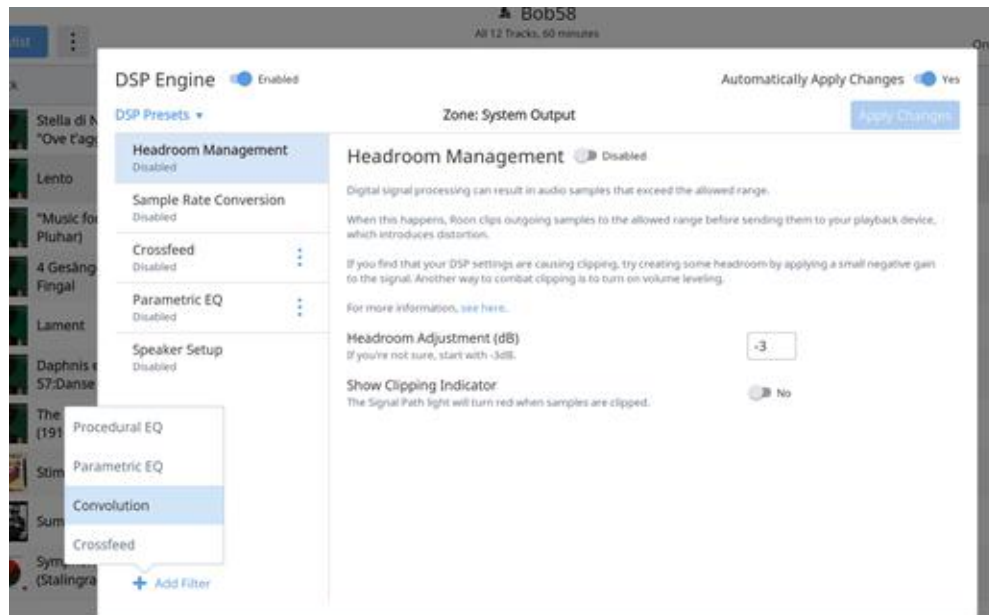 Bob58
All 12 Tracks, 60 minutes
On
DSP Engine Enabled
Automatically Apply Changes Yes
DSP Presets
Zone: System Output
Apply Changes
Headroom Management
Disabled
Sample Rate Conversion
Disabled
Crossfeed
Disabled
Parametric EQ
Disabled
Speaker Setup
Disabled
Headroom Management Disabled
Digital signal processing can result in audio samples that exceed the allowed range.
When this happens, Roon clips outgoing samples to the allowed range before sending them to your playback device,
which introduces distortion.
If you find that your DSP settings are causing clipping, try creating some headroom by applying a small negative gain
to the signal. Another way to combat clipping is to turn on volume leveling.
For more information, see here.
Headroom Adjustment (dB)
If you're not sure, start with -3dB.
-3
Show Clipping Indicator
The Signal Path light will turn red when samples are clipped.
No
Stella di N
"Ove t'agg
Lento
"Music for
Pluhar)
4 Gesäng
Fingal
Lament
Daphnis e
57:Danse
The
(191
Stim
Sum
Sym
(Stalingra
Procedural EQ
Parametric EQ
Convolution
Crossfeed
+ Add Filter